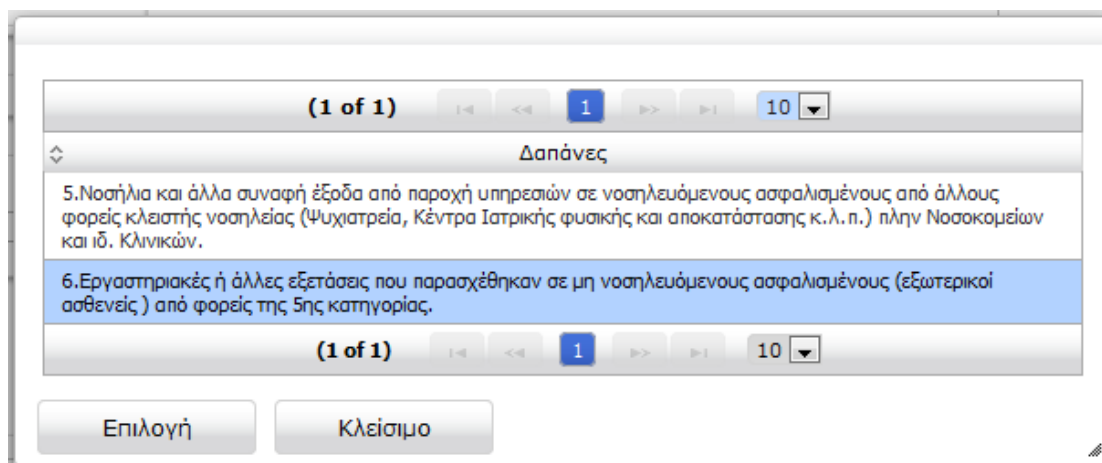 (1 of 1) 1 10
Δαπάνες
5.Νοσήλια και άλλα συναφή έξοδα από παροχή υπηρεσιών σε νοσηλευόμενους ασφαλισμένους από άλλους
φορείς κλειστής νοσηλείας (Ψυχιατρεία, Κέντρα Ιατρικής φυσικής και αποκατάστασης κ.λ.π.) πλην Νοσοκομείων
και ιδ. Κλινικών.
6.Εργαστηριακές ή άλλες εξετάσεις που παρασχέθηκαν σε μη νοσηλευόμενους ασφαλισμένους (εξωτερικοί
ασθενείς ) από φορείς της 5ης κατηγορίας.
(1 of 1) 1 10
Επιλογή Κλείσιμο